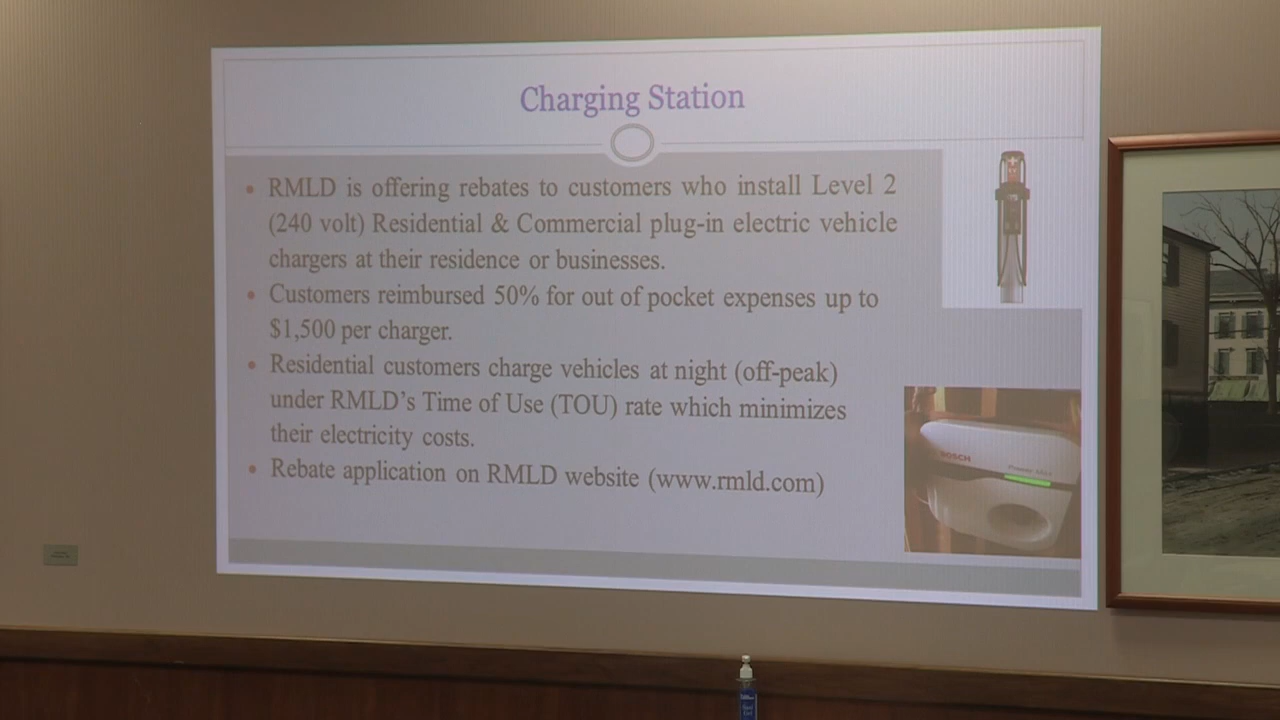 Charging Station
• RMLD is offering rebates to customers who install Level 2
(240 volt) Residential & Commercial plug-in electric vehicle
chargers at their residence or businesses.
• Customers reimbursed 50% for out of pocket expenses up to
$1,500 per charger.
• Residential customers charge vehicles at night (off-peak)
under RMLD's Time of Use (TOU) rate which minimizes
their electricity costs.
• Rebate application on RMLD website (www.rmld.com)
BOSCH
Power Max